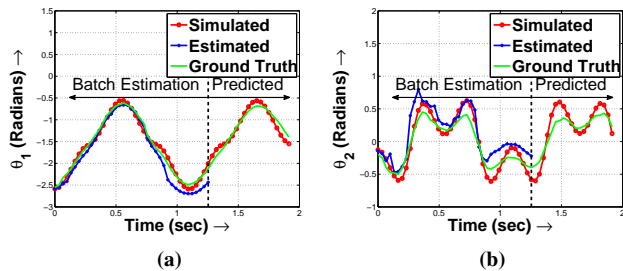 1.5
1
0.5
0
−0.5
−1
−1.5
−2
−2.5
−3
θ1 (Radians) →
Simulated
Estimated
Ground Truth
Batch Estimation
Predicted
0 0.5 1 1.5 2
Time (sec) →
(a)
2
1.5
1
0.5
0
−0.5
−1
θ2 (Radians) →
Simulated
Estimated
Ground Truth
Batch Estimation
Predicted
0 0.5 1 1.5 2
Time (sec) →
(b)